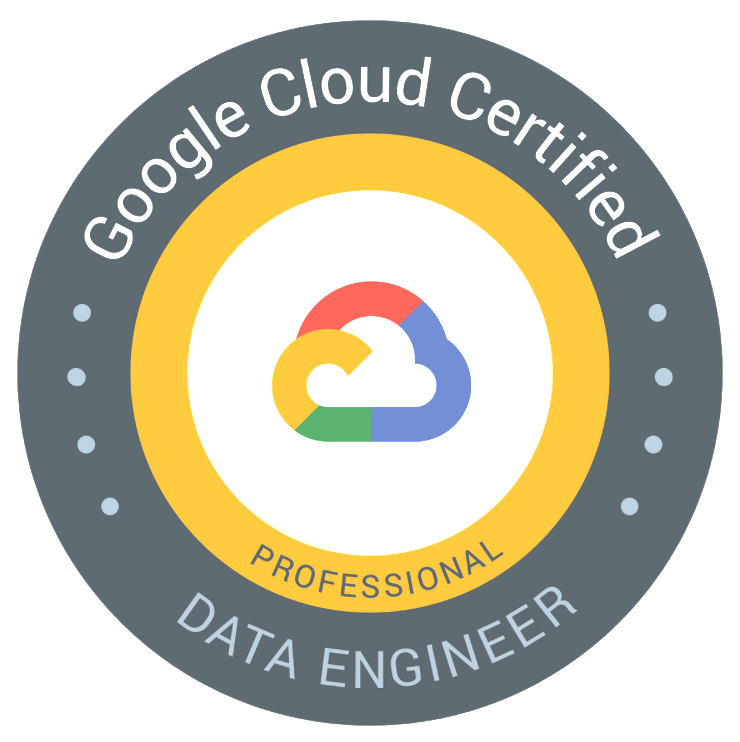 Google Cloud Certified
PROFESSIONAL
DATA ENGINEER